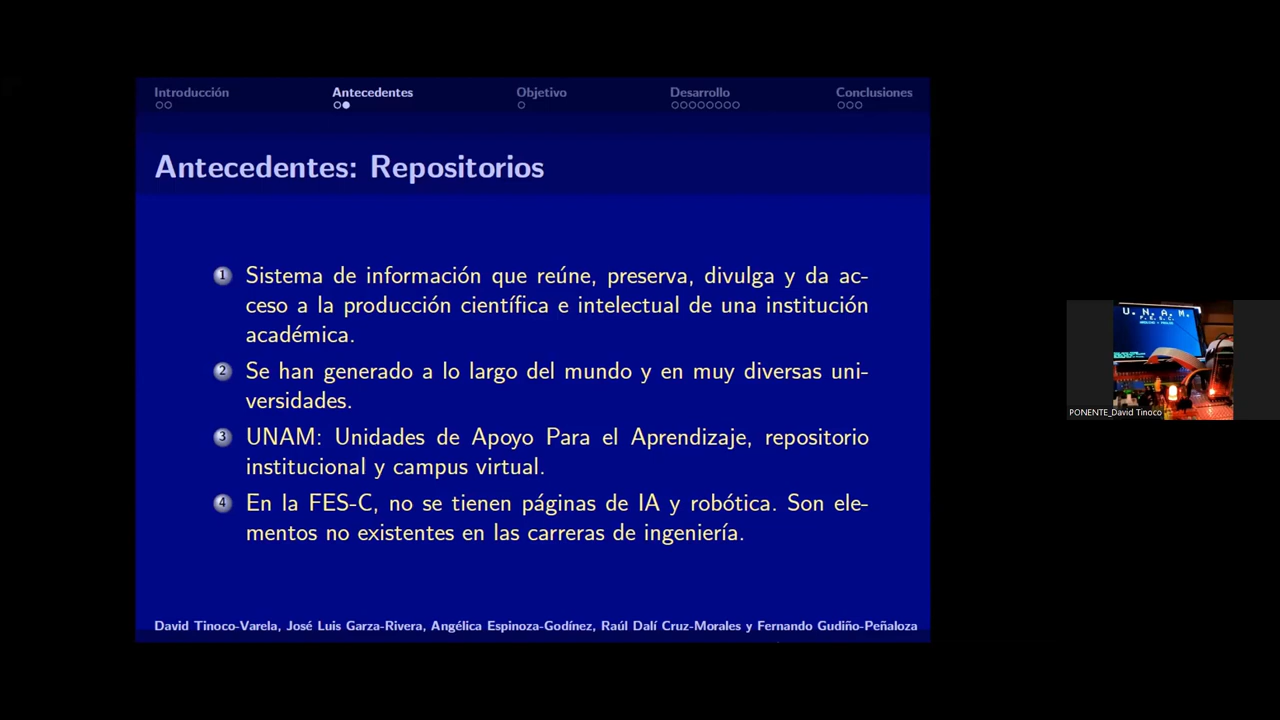 Introducción Antecedentes Objetivo Desarrollo Conclusiones
Antecedentes: Repositorios
1 Sistema de información que reúne, preserva, divulga y da ac-
ceso a la producción científica e intelectual de una institución
académica.
2 Se han generado a lo largo del mundo y en muy diversas uni-
versidades.
3 UNAM: Unidades de Apoyo Para el Aprendizaje, repositorio
institucional y campus virtual.
4 En la FES-C, no se tienen páginas de IA y robótica. Son ele-
mentos no existentes en las carreras de ingeniería.
David Tinoco-Varela, José Luis Garza-Rivera, Angélica Espinoza-Godínez, Raúl Dalí Cruz-Morales y Fernando Gudiño-Peñaloza
U. N. A. M.
F. E. S. C.
PONENTE_David Tinoco